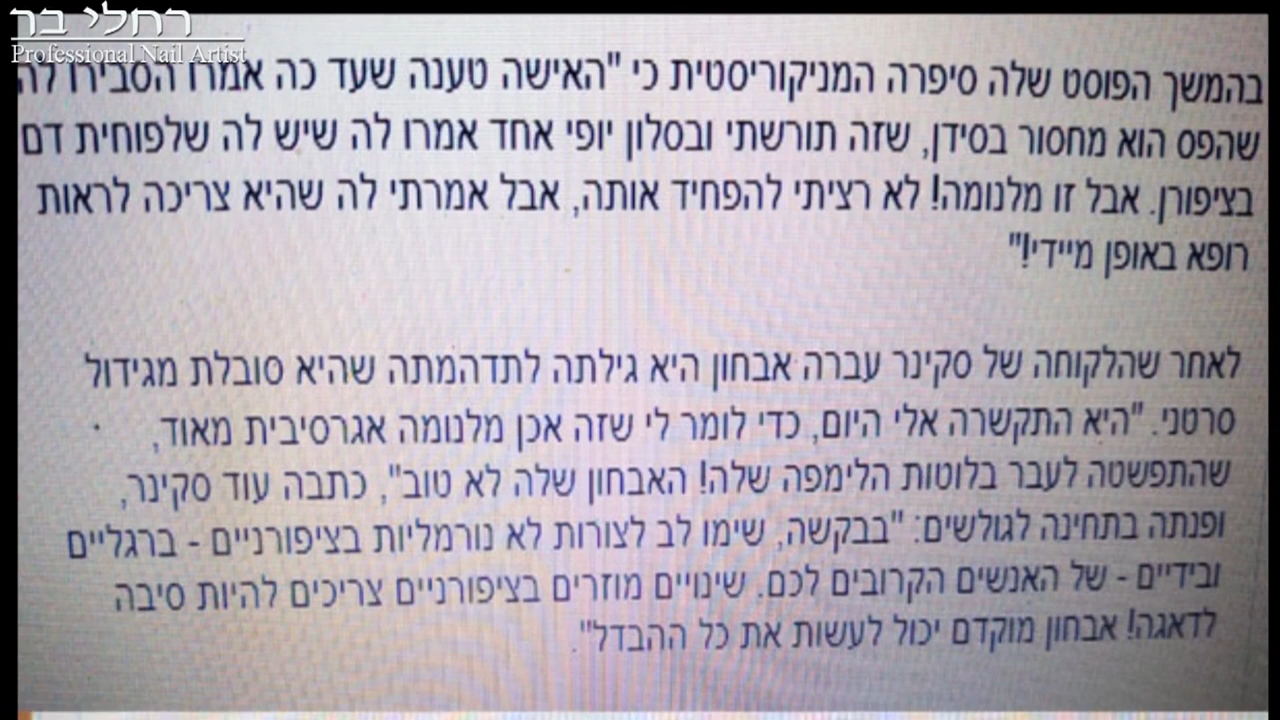 רחלי בר
Professional Nail Artist
בהמשך הפוסט שלה סיפרה המניקוריסטית כי "האישה טענה שעד כה אמרו הסבירו לה
שהפס הוא מחסור בסידן, שזה תורשתי ובסלון יופי אחד אמרו לה שיש לה שלפוחית דם
בציפורן. אבל זו מלנומה! לא רציתי להפחיד אותה, אבל אמרתי לה שהיא צריכה לראות
רופא באופן מיידי!"
לאחר שהלקוחה של סקינר עברה אבחון היא גילתה לתדהמתה שהיא סובלת מגידול
סרטני. "היא התקשרה אלי היום, כדי לומר לי שזה אכן מלנומה אגרסיבית מאוד,
שהתפשטה לעבר בלוטות הלימפה שלה! האבחון שלה לא טוב", כתבה עוד סקינר,
ופנתה בתחינה לגולשים: "בבקשה, שימו לב לצורות לא נורמליות בציפורניים - ברגליים
ובידיים - של האנשים הקרובים לכם. שינויים מוזרים בציפורניים צריכים להיות סיבה
לדאגה! אבחון מוקדם יכול לעשות את כל ההבדל".